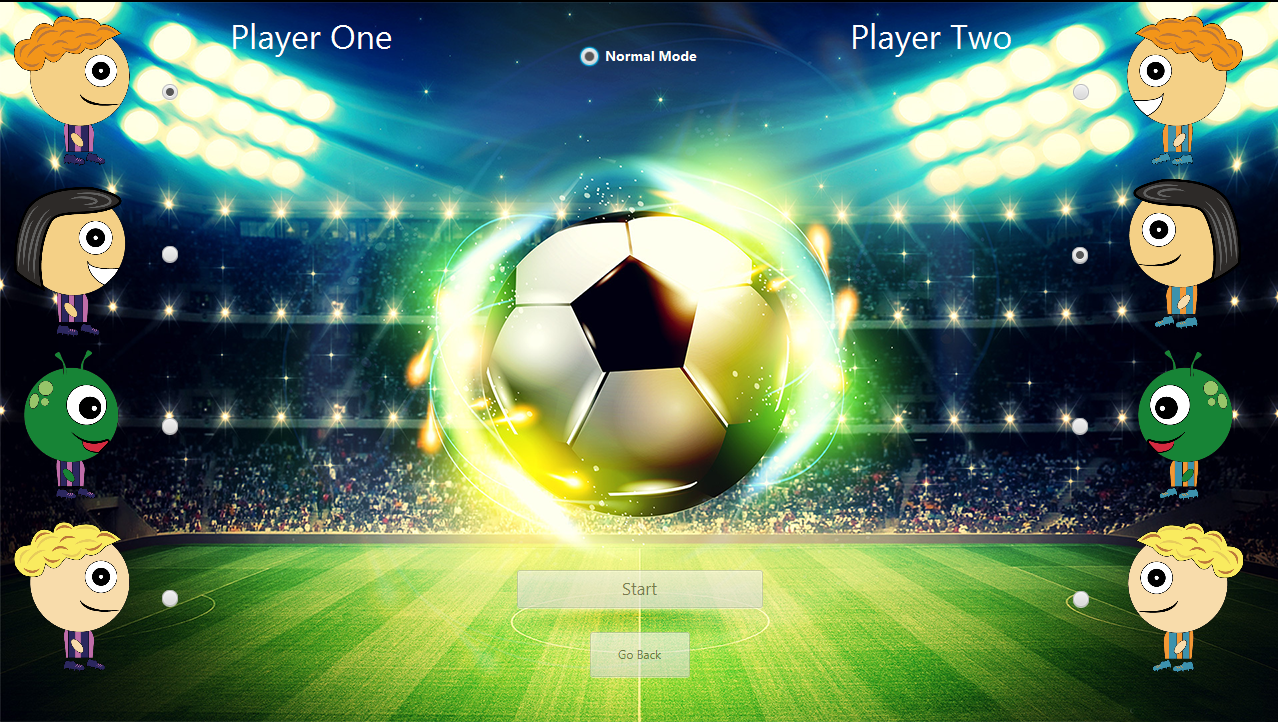 Player One
Normal Mode
Player Two
Start
Go Back